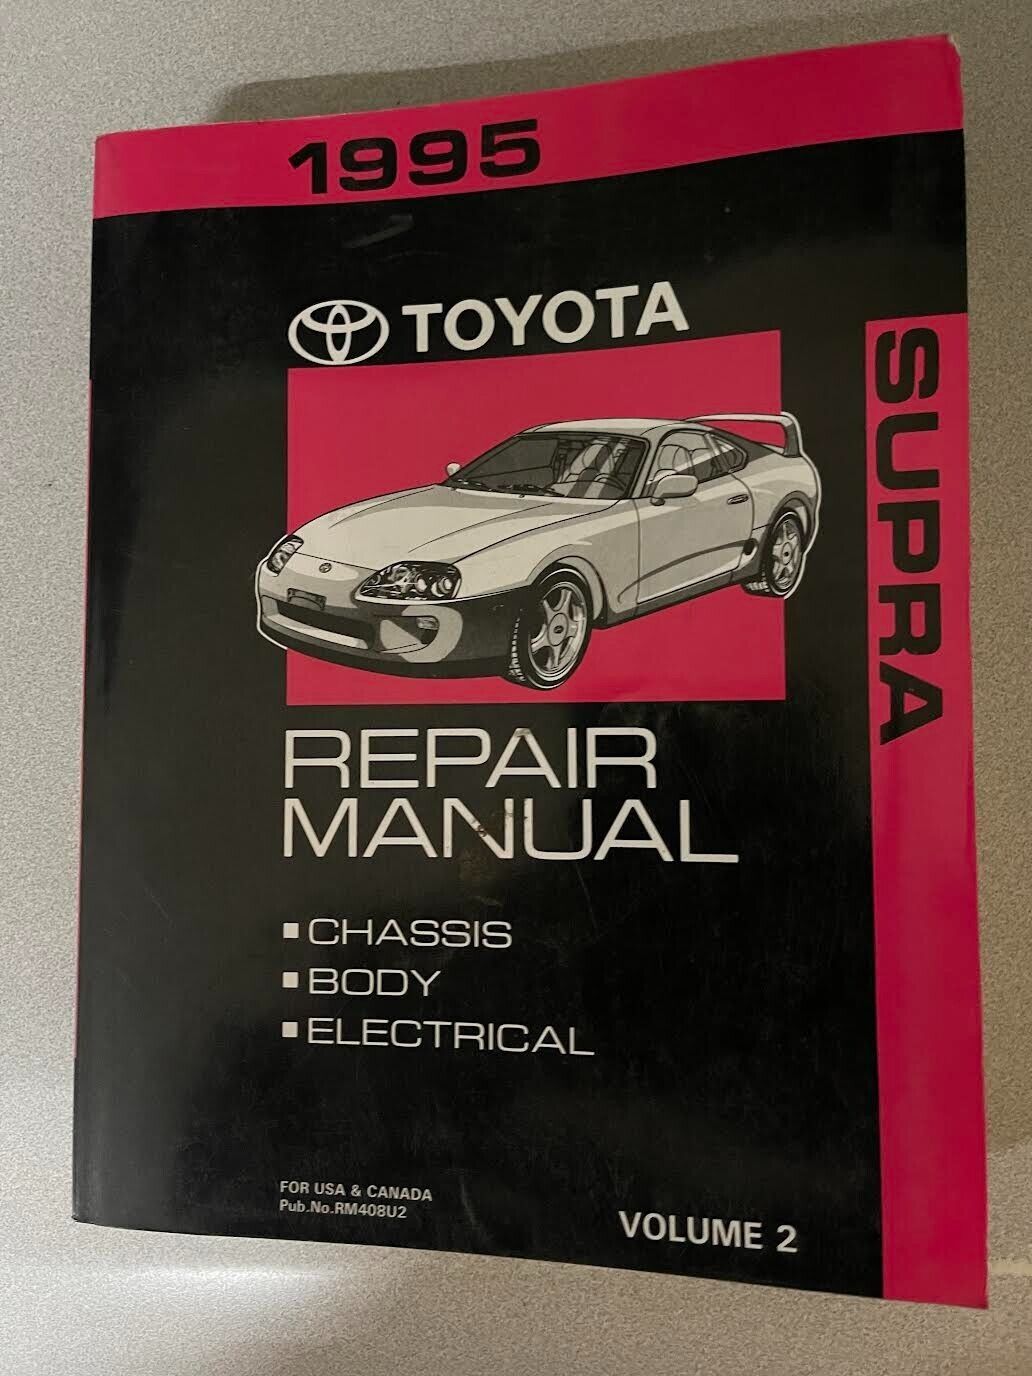 1995
TOYOTA
SUPRA
REPAIR
MANUAL
▪ CHASSIS
▪ BODY
▪ ELECTRICAL
FOR USA & CANADA
Pub.No.RM408U2
VOLUME 2